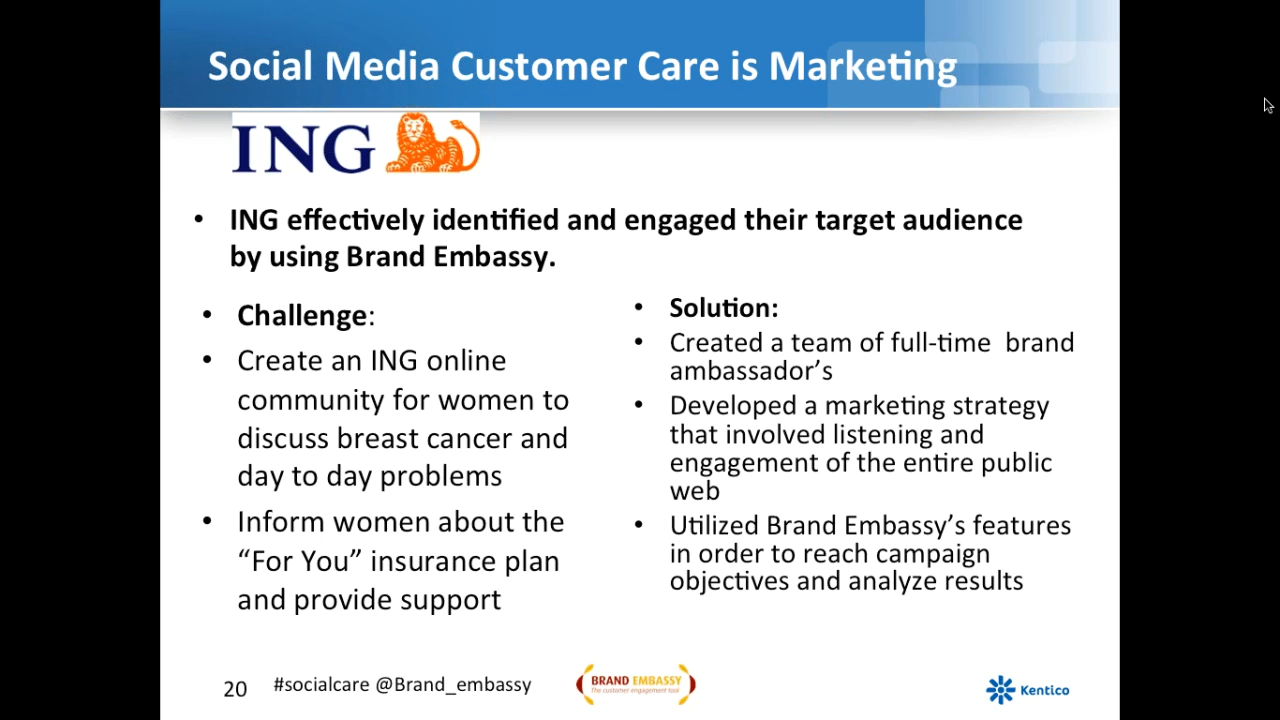 Social Media Customer Care is Marketing
ING
• ING effectively identified and engaged their target audience
by using Brand Embassy.
• Challenge:
• Create an ING online
community for women to
discuss breast cancer and
day to day problems
• Inform women about the
“For You” insurance plan
and provide support
• Solution:
• Created a team of full-time  brand
ambassador’s
• Developed a marketing strategy
that involved listening and
engagement of the entire public
web
• Utilized Brand Embassy’s features
in order to reach campaign
objectives and analyze results
20
#socialcare @Brand_embassy
BRAND EMBASSY
The customer engagement tool
Kentico